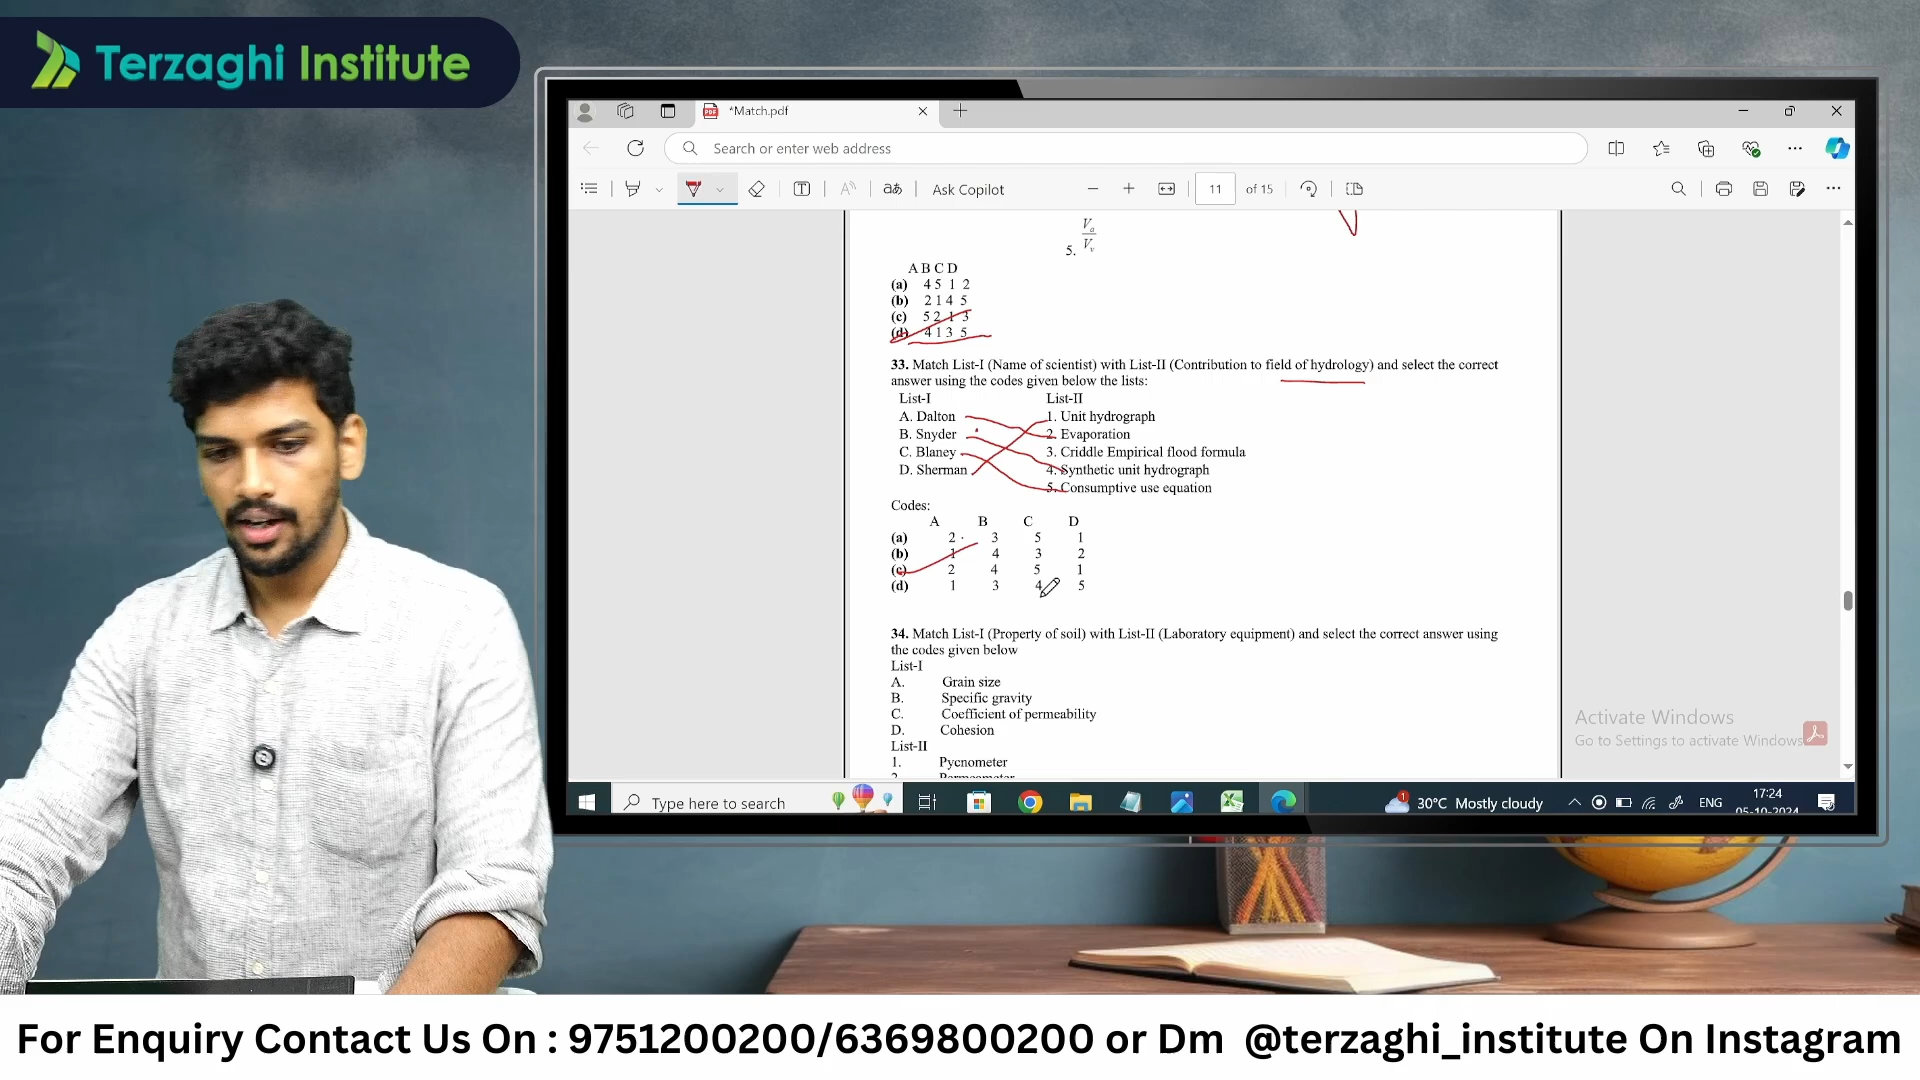 Terzaghi Institute
*Match.pdf
Search or enter web address
Ask Copilot
11 of 15
Va
5. Vv
A B C D
(a) 4 5 1 2
(b) 2 1 4 5
(c) 5 2 1 3
(d) 4 1 3 5
33. Match List-I (Name of scientist) with List-II (Contribution to field of hydrology) and select the correct
answer using the codes given below the lists:
List-I List-II
A. Dalton 1. Unit hydrograph
B. Snyder 2. Evaporation
C. Blaney 3. Criddle Empirical flood formula
D. Sherman 4. Synthetic unit hydrograph
5. Consumptive use equation
Codes:
A B C D
(a) 2 3 5 1
(b) 1 4 3 2
(c) 2 4 5 1
(d) 1 3 4 5
34. Match List-I (Property of soil) with List-II (Laboratory equipment) and select the correct answer using
the codes given below
List-I
A. Grain size
B. Specific gravity
C. Coefficient of permeability
D. Cohesion
List-II
1. Pycnometer
2. Permeameter
Activate Windows
Go to Settings to activate Windows.
Type here to search
1
30°C Mostly cloudy
ENG
17:24
05-10-2024
For Enquiry Contact Us On : 9751200200/6369800200 or Dm @terzaghi_institute On Instagram